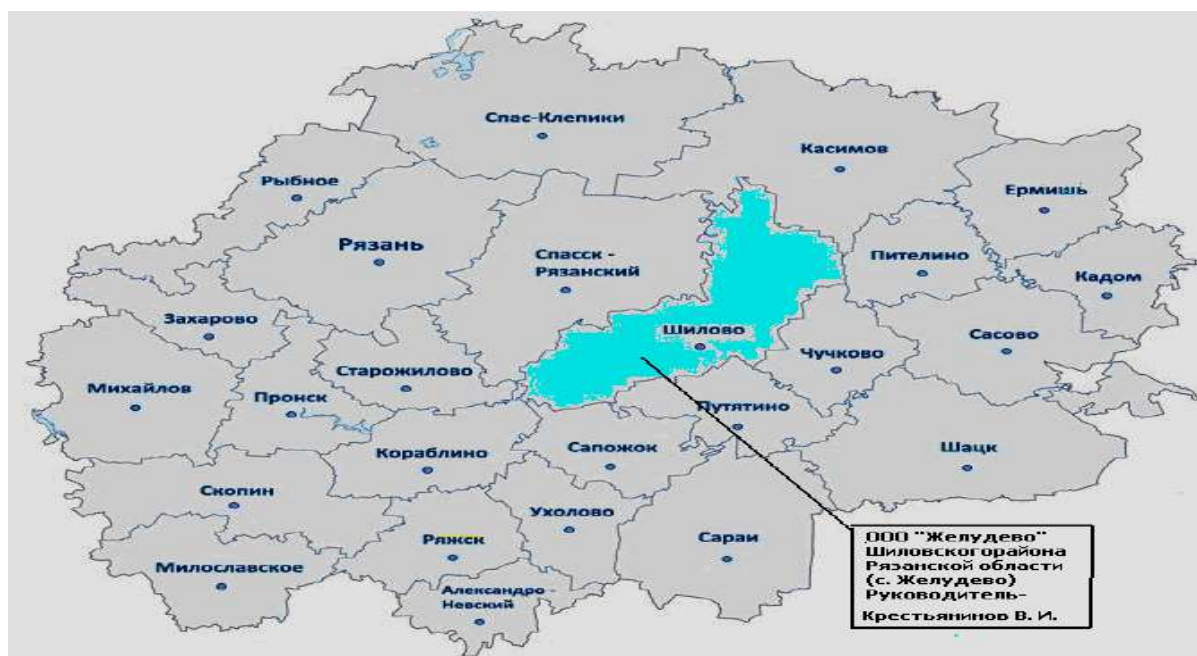 Спас-Клепики
Касимов
Рыбное
Ермишь
Рязань
Спасск -
Рязанский
Пителино
Кадом
Захарово
Шилово
Сасово
Чучково
Старожилово
Михайлов
Пронск
Путятино
Кораблино
Сапожок
Шацк
Скопин
Ухолово
Ряжск
Сараи
Милославское
Александро -
Невский
ООО "Желудево"
Шиловскогорайона
Рязанской области
(с. Желудево)
Руководитель-
Крестьянинов В. И.